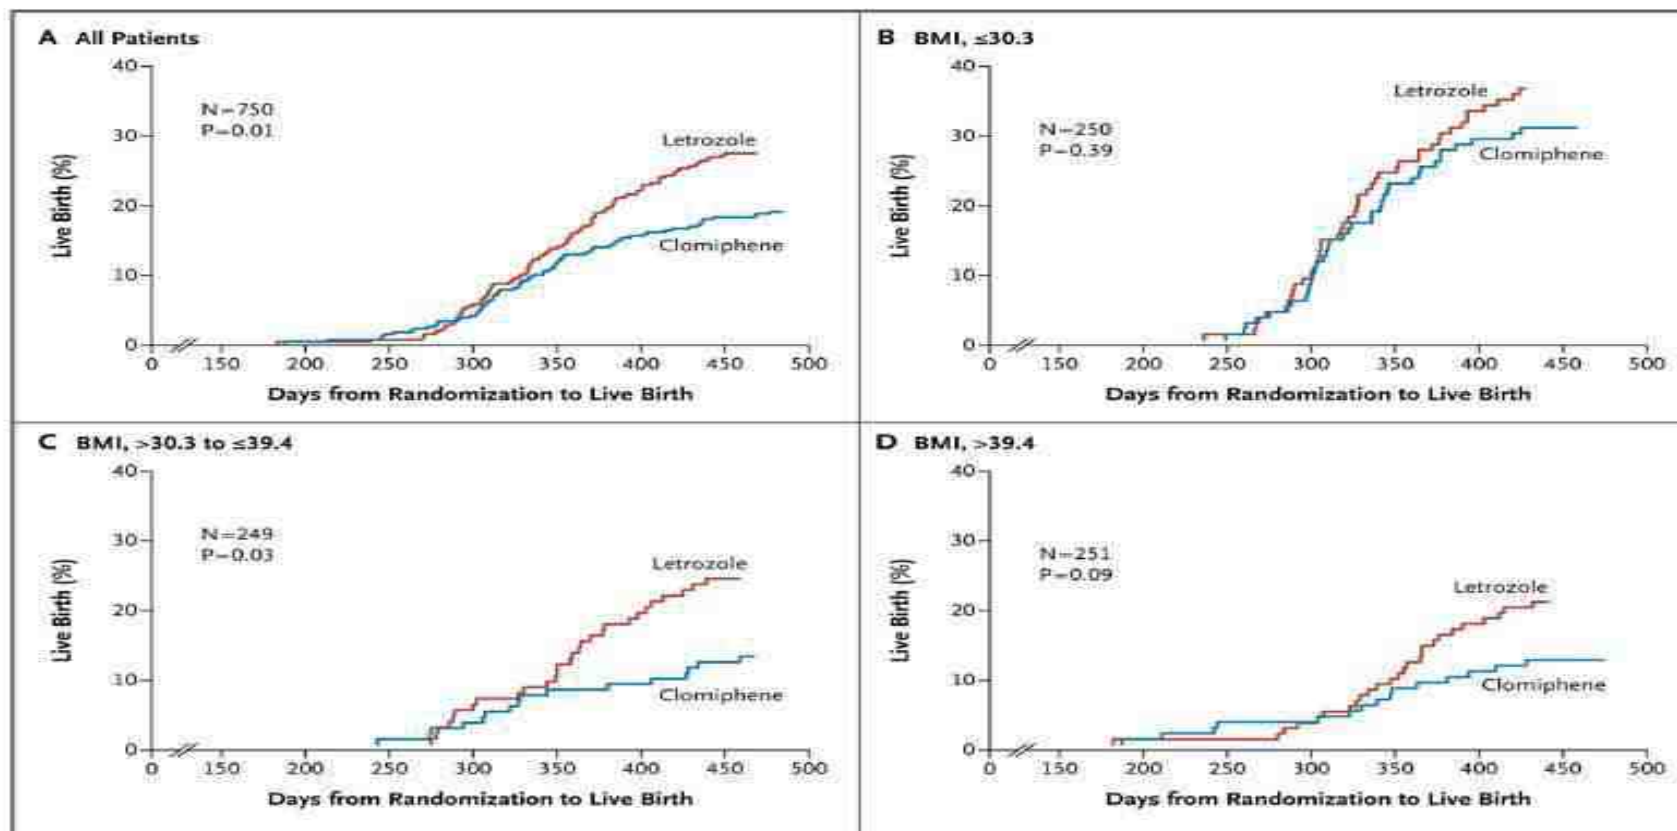 A All Patients
40
30
20
10
0
N=750
P=0.01
Letrozole
Clomiphene
Live Birth (%)
0 150 200 250 300 350 400 450 500
Days from Randomization to Live Birth
B BMI, ≤30.3
40
30
20
10
0
N=250
P=0.39
Letrozole
Clomiphene
Live Birth (%)
0 150 200 250 300 350 400 450 500
Days from Randomization to Live Birth
C BMI, >30.3 to ≤39.4
40
30
20
10
0
N=249
P=0.03
Letrozole
Clomiphene
Live Birth (%)
0 150 200 250 300 350 400 450 500
Days from Randomization to Live Birth
D BMI, >39.4
40
30
20
10
0
N=251
P=0.09
Letrozole
Clomiphene
Live Birth (%)
0 150 200 250 300 350 400 450 500
Days from Randomization to Live Birth